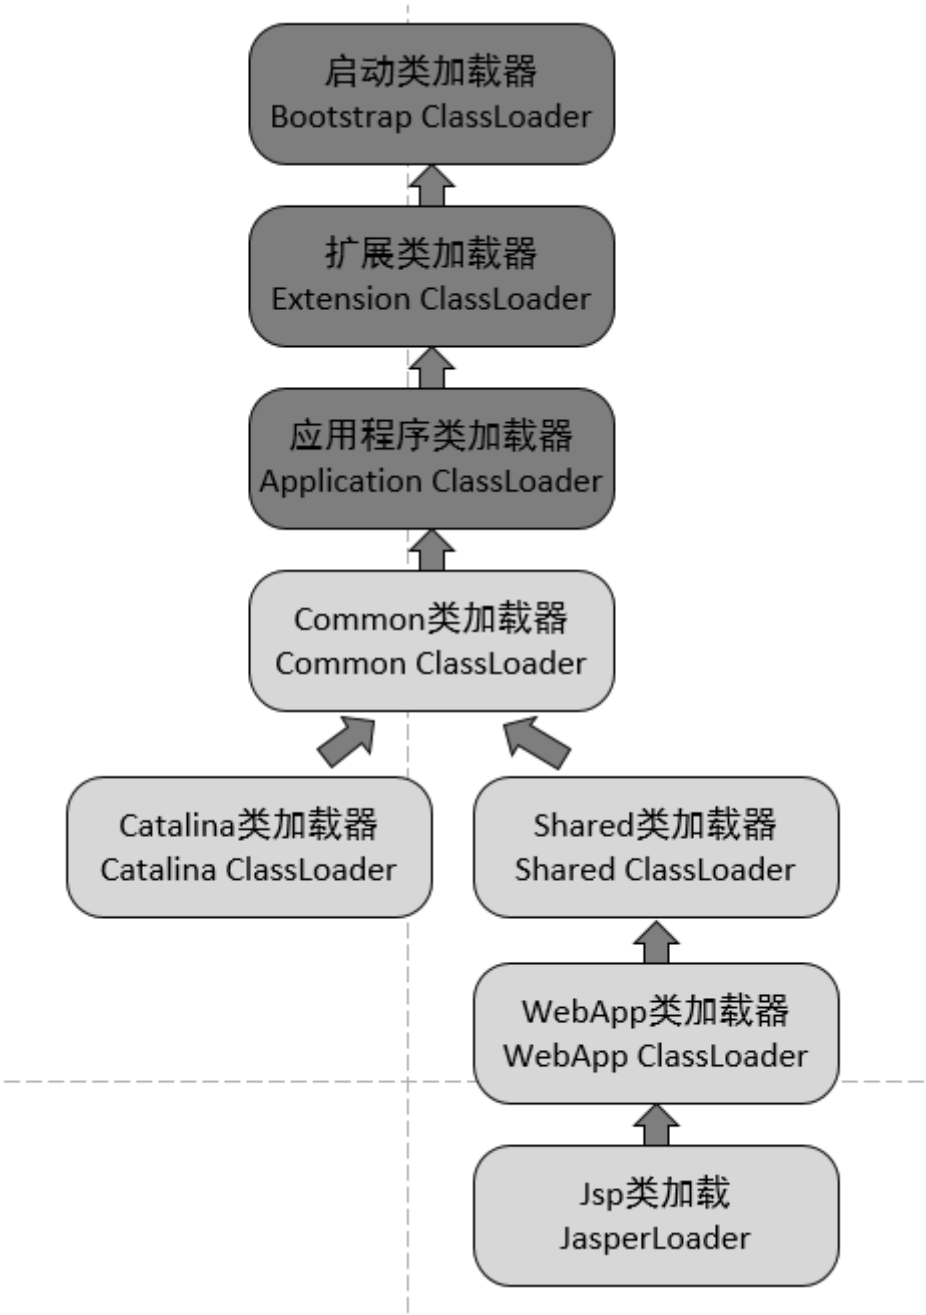 启动类加载器
Bootstrap ClassLoader
扩展类加载器
Extension ClassLoader
应用程序类加载器
Application ClassLoader
Common类加载器
Common ClassLoader
Catalina类加载器
Catalina ClassLoader
Shared类加载器
Shared ClassLoader
WebApp类加载器
WebApp ClassLoader
Jsp类加载
JasperLoader